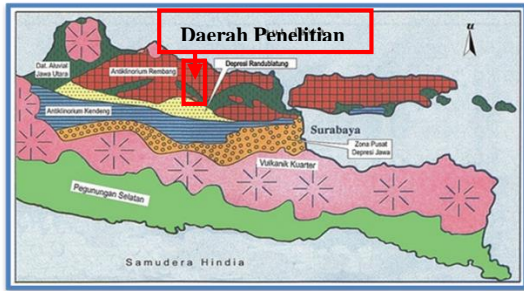 Daerah Penelitian
u
Dat. Aluvial
Jawa Utara
Antiklinorium Rembang
Depresi Randublatung
Antiklinorium Kendeng
Surabaya
Zona Pusat
Depresi Jawa
Vulkanik Kuarter
Pegunungan Selatan
Samudera Hindia